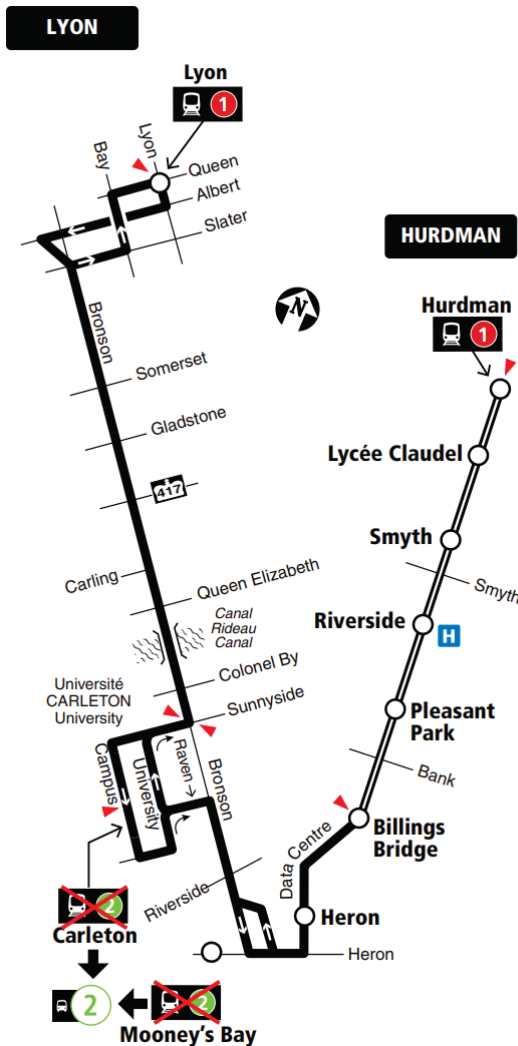 LYON
Lyon
1
Bay
Lyon
Queen
Albert
Slater
HURDMAN
Hurdman
1
N
Bronson
Somerset
Gladstone
417
Lycée Claudel
Smyth
Smyth
Carling
Queen Elizabeth
Canal
Rideau
Canal
Riverside
H
Colonel By
Université
CARLETON
University
Sunnyside
Pleasant
Park
Campus
University
Raven
Bronson
Bank
Billings
Bridge
Data Centre
Riverside
2
Carleton
Heron
Heron
2
2
Mooney's Bay